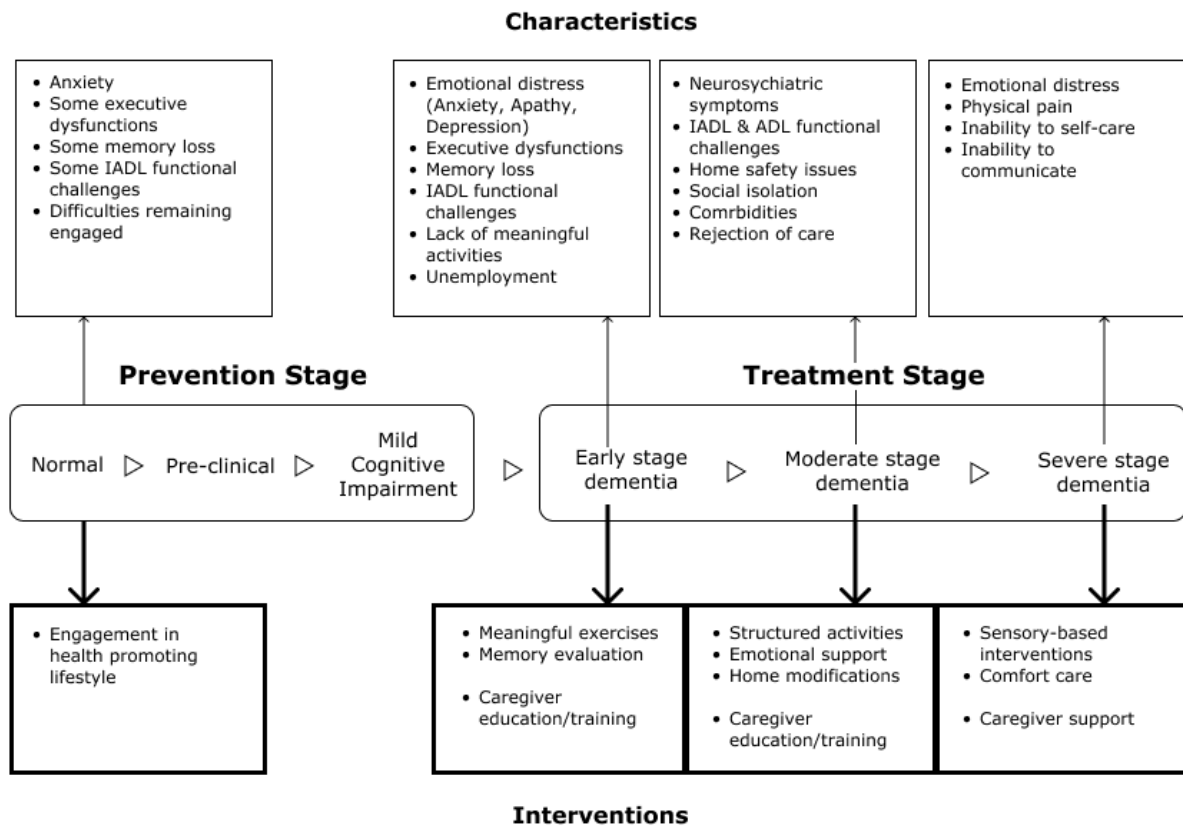 Characteristics
• Anxiety
• Some executive
dysfunctions
• Some memory loss
• Some IADL functional
challenges
• Difficulties remaining
engaged
• Emotional distress
(Anxiety, Apathy,
Depression)
• Executive dysfunctions
• Memory loss
• IADL functional
challenges
• Lack of meaningful
activities
• Unemployment
• Neurosychiatric
symptoms
• IADL & ADL functional
challenges
• Home safety issues
• Social isolation
• Comrbidities
• Rejection of care
• Emotional distress
• Physical pain
• Inability to self-care
• Inability to
communicate
Prevention Stage
Treatment Stage
Normal
Pre-clinical
Mild
Cognitive
Impairment
Early stage
dementia
Moderate stage
dementia
Severe stage
dementia
• Engagement in
health promoting
lifestyle
• Meaningful exercises
• Memory evaluation
• Caregiver
education/training
• Structured activities
• Emotional support
• Home modifications
• Caregiver
education/training
• Sensory-based
interventions
• Comfort care
• Caregiver support
Interventions